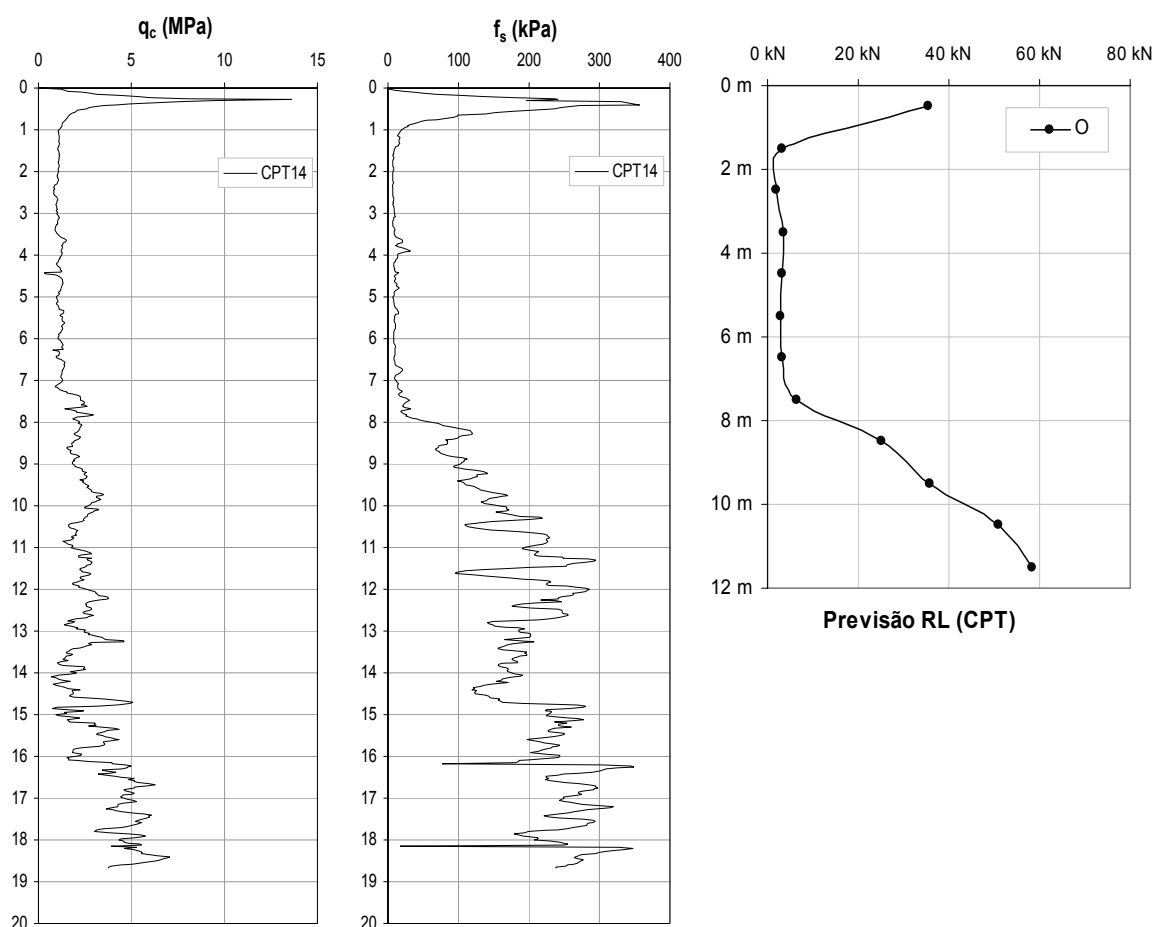 qc (MPa)
0 5 10 15
0
1
2
3
4
5
6
7
8
9
10
11
12
13
14
15
16
17
18
19
20
CPT14
fs (kPa)
0 100 200 300 400
0
1
2
3
4
5
6
7
8
9
10
11
12
13
14
15
16
17
18
19
20
CPT14
0 kN 20 kN 40 kN 60 kN 80 kN
0 m
2 m
4 m
6 m
8 m
10 m
12 m
O
Previsão RL (CPT)